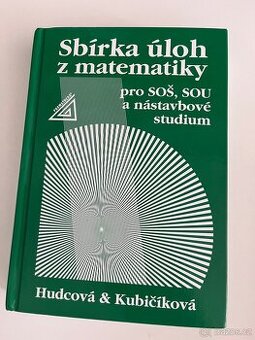 Sbírka úloh
z matematiky
pro SOŠ, SOU
a nástavbové
studium
Hudcová & Kubičíková